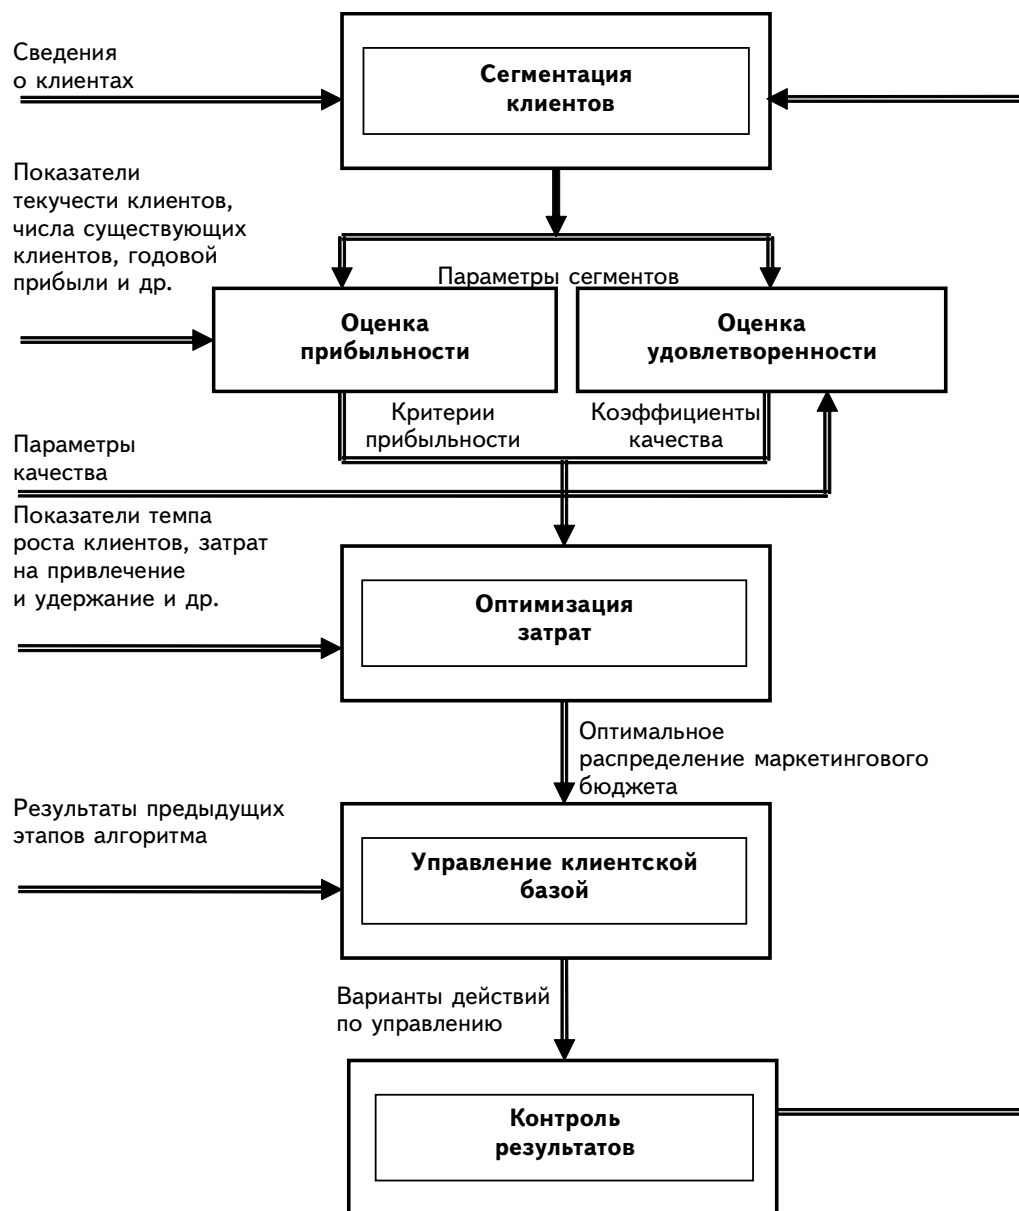 Сведения
о клиентах
Сегментация
клиентов
Показатели
текучести клиентов,
числа существующих
клиентов, годовой
прибыли и др.
Параметры сегментов
Оценка
прибыльности
Оценка
удовлетворенности
Критерии
прибыльности
Коэффициенты
качества
Параметры
качества
Показатели темпа
роста клиентов, затрат
на привлечение
и удержание и др.
Оптимизация
затрат
Оптимальное
распределение маркетингового
бюджета
Результаты предыдущих
этапов алгоритма
Управление клиентской
базой
Варианты действий
по управлению
Контроль
результатов